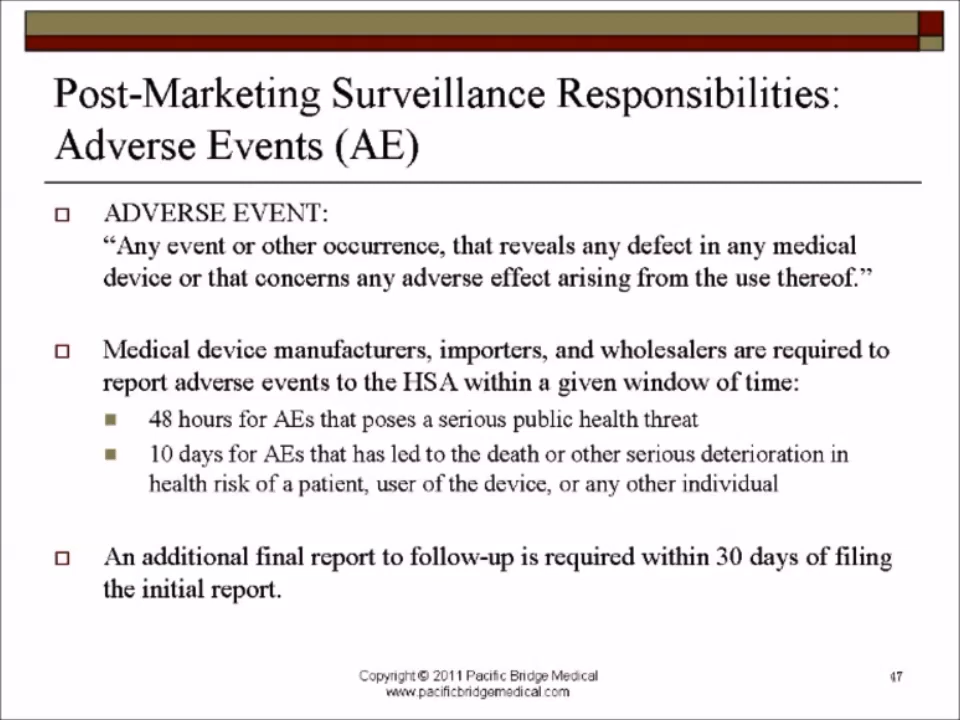 Post-Marketing Surveillance Responsibilities:
Adverse Events (AE)
ADVERSE EVENT:
“Any event or other occurrence, that reveals any defect in any medical
device or that concerns any adverse effect arising from the use thereof.”
Medical device manufacturers, importers, and wholesalers are required to
report adverse events to the HSA within a given window of time:
48 hours for AEs that poses a serious public health threat
10 days for AEs that has led to the death or other serious deterioration in
health risk of a patient, user of the device, or any other individual
An additional final report to follow-up is required within 30 days of filing
the initial report.
Copyright © 2011 Pacific Bridge Medical
www.pacificbridgemedical.com
47